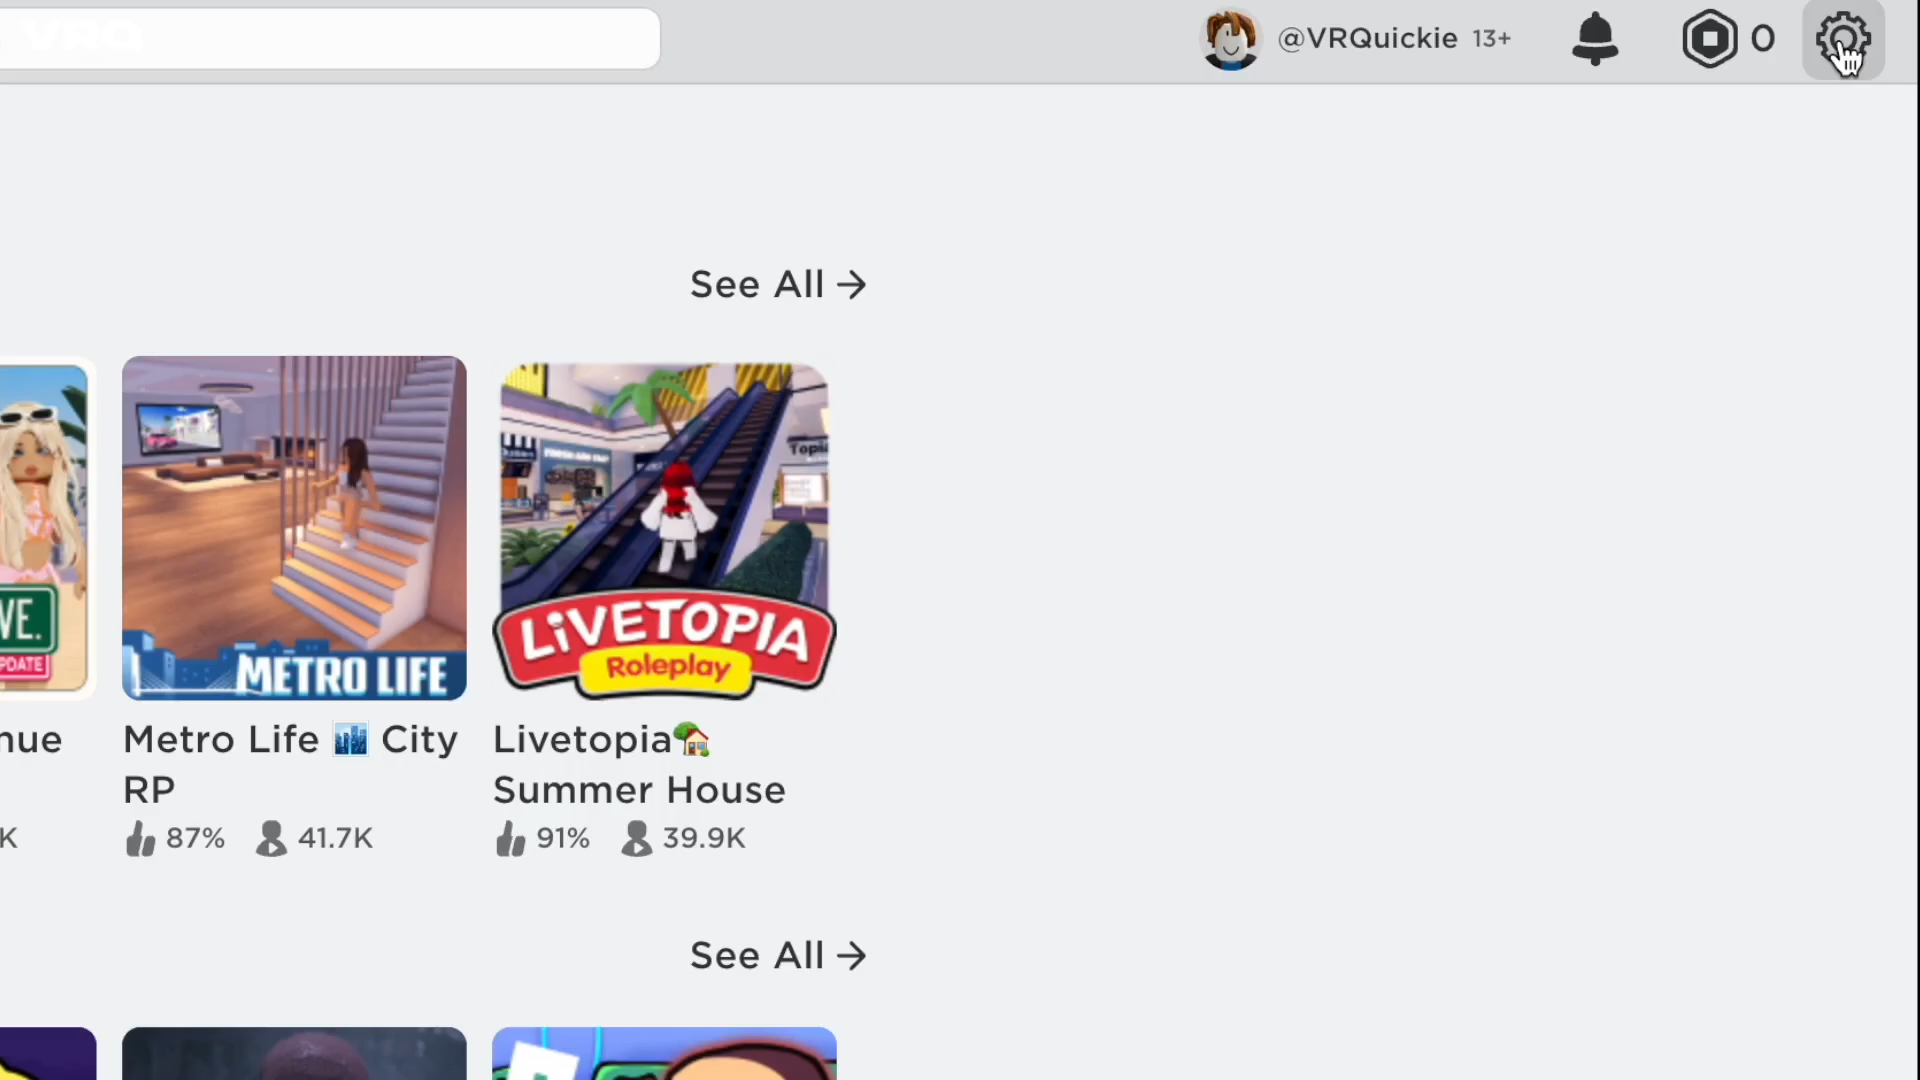 VRQ
@VRQuickie 13+
0
See All
VE.
PDATE
METRO LIFE
LiVETOPIA
Roleplay
nue
Metro Life City
RP
Livetopia
Summer House
K
87% 41.7K
91% 39.9K
See All